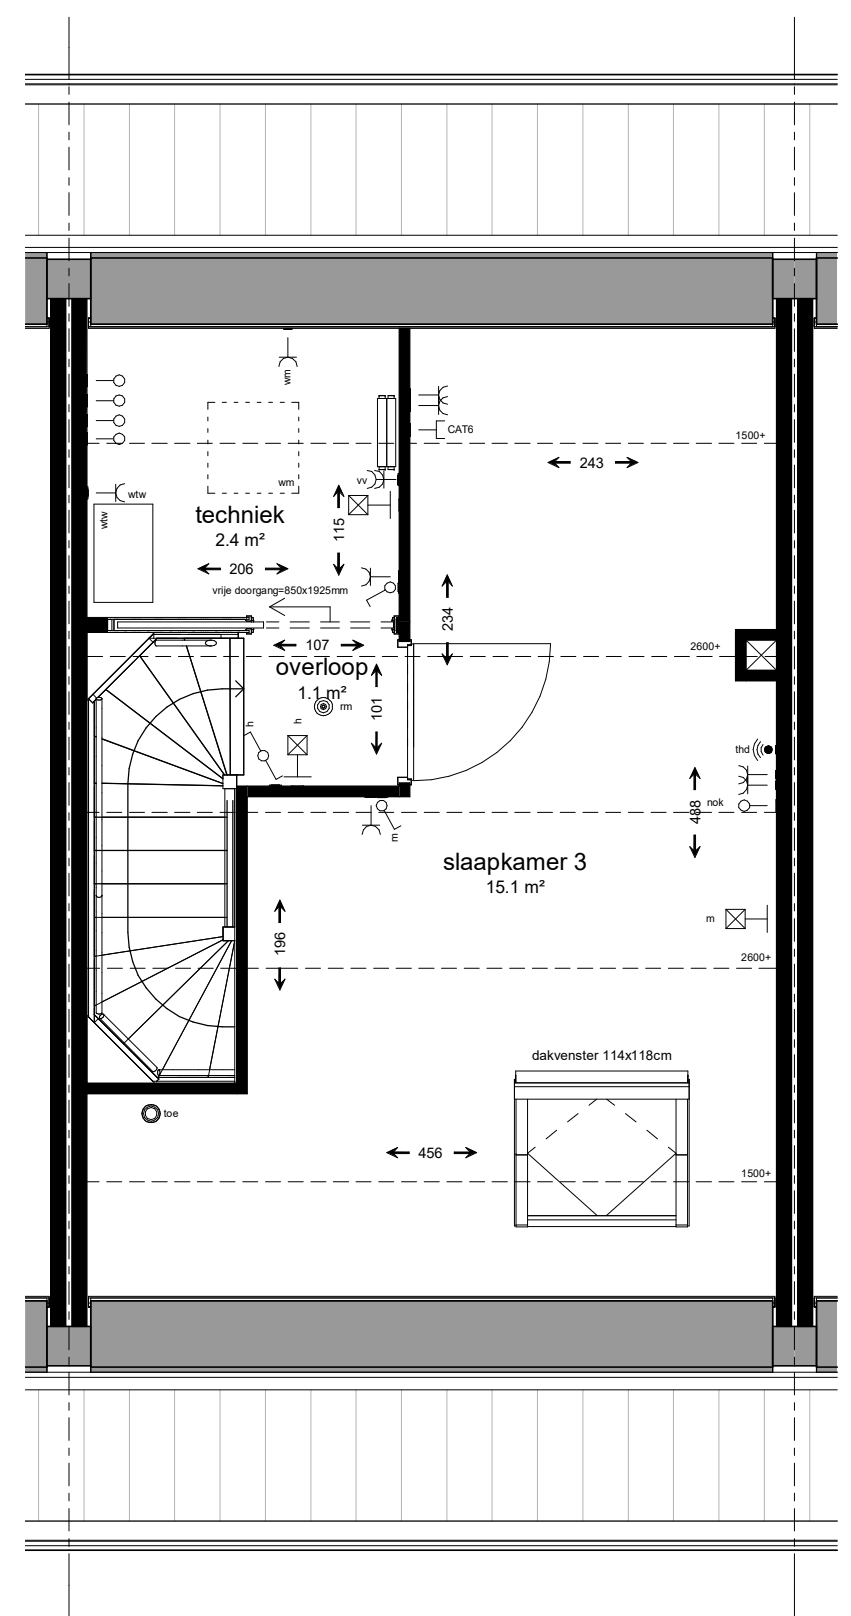 wm
CAT6
1500+
243
vv
wm
wtw
wtw
techniek
2.4 m²
115
206
vrije doorgang=850x1925mm
234
107
2600+
overloop
1.1 m²
rm
101
h
h
thd
nok
488
m
slaapkamer 3
15.1 m²
m
196
2600+
dakvenster 114x118cm
toe
456
1500+